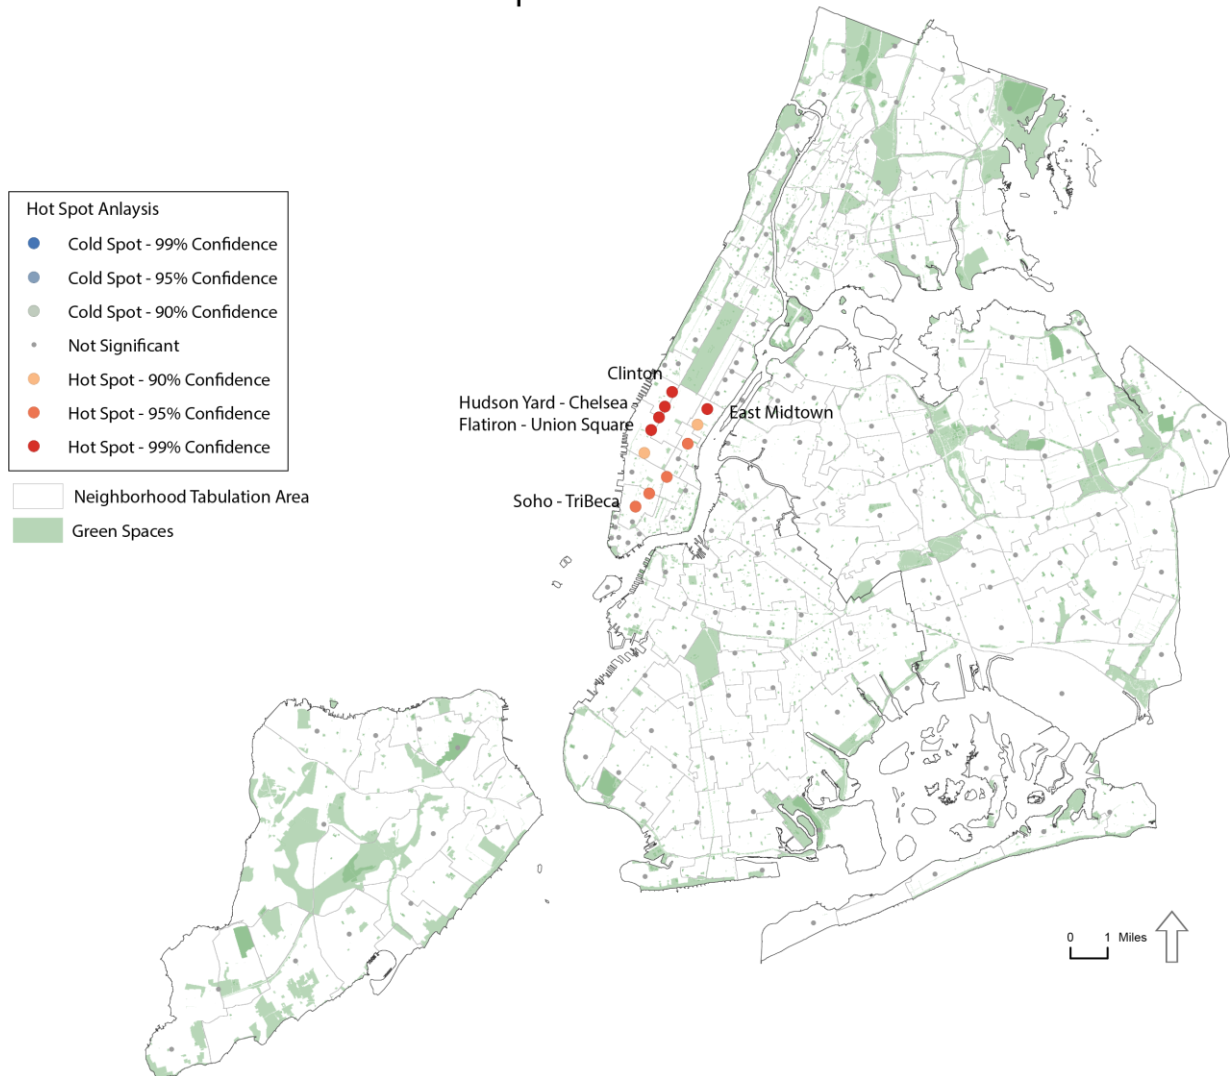 Hot Spot Anlaysis
Cold Spot - 99% Confidence
Cold Spot - 95% Confidence
Cold Spot - 90% Confidence
Not Significant
Hot Spot - 90% Confidence
Hot Spot - 95% Confidence
Hot Spot - 99% Confidence
Neighborhood Tabulation Area
Green Spaces
Clinton
Hudson Yard - Chelsea
Flatiron - Union Square
East Midtown
Soho - TriBeca
0 1 Miles